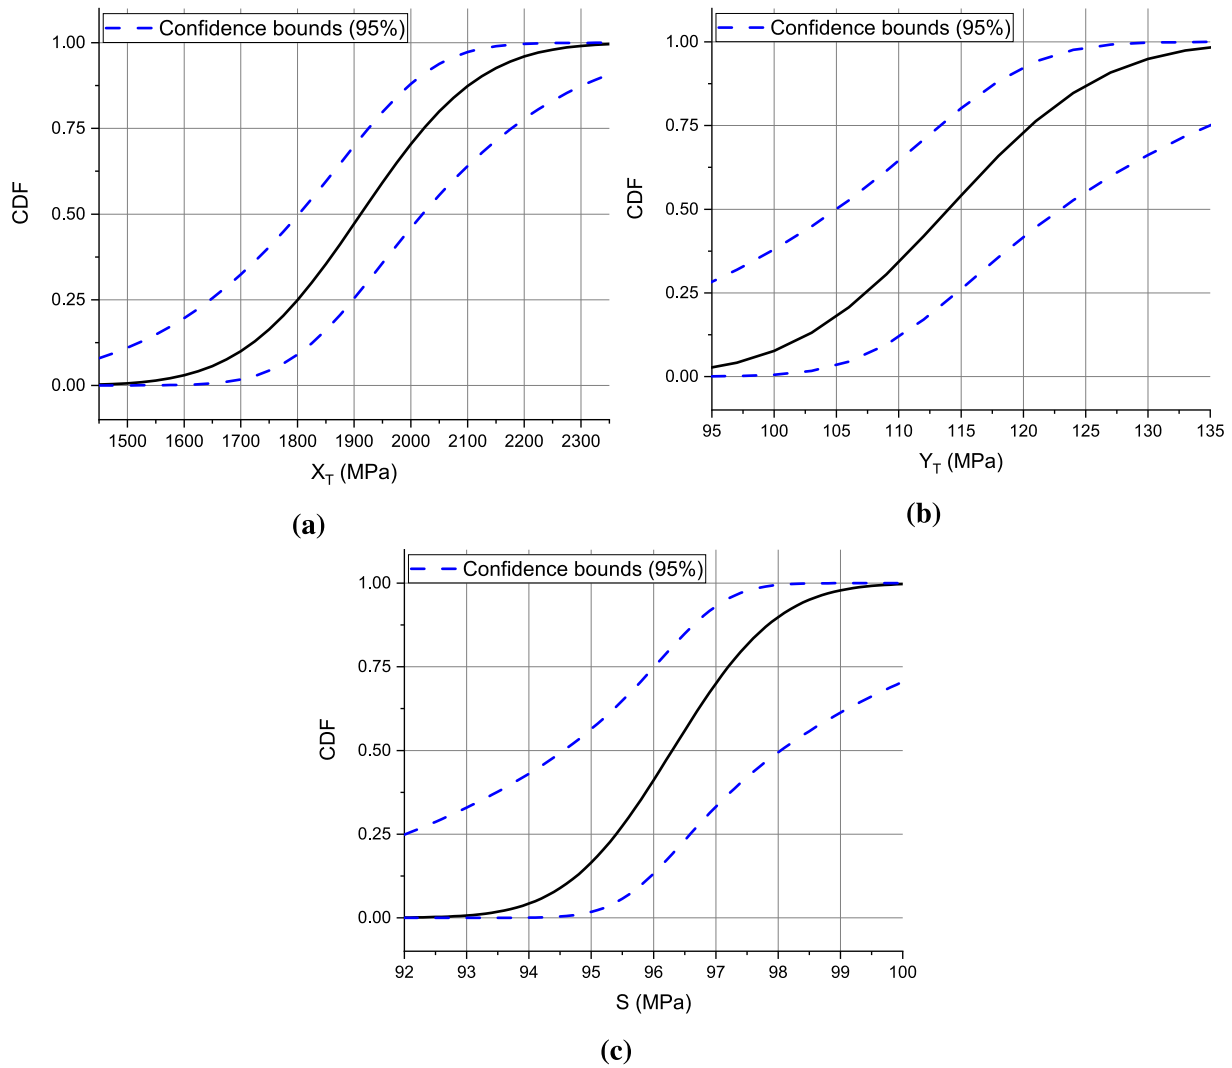 Confidence bounds (95%)
1.00
0.75
0.50
0.25
0.00
CDF
1500 1600 1700 1800 1900 2000 2100 2200 2300
X_T (MPa)
(a)
Confidence bounds (95%)
1.00
0.75
0.50
0.25
0.00
CDF
95 100 105 110 115 120 125 130 135
Y_T (MPa)
(b)
Confidence bounds (95%)
1.00
0.75
0.50
0.25
0.00
CDF
92 93 94 95 96 97 98 99 100
S (MPa)
(c)